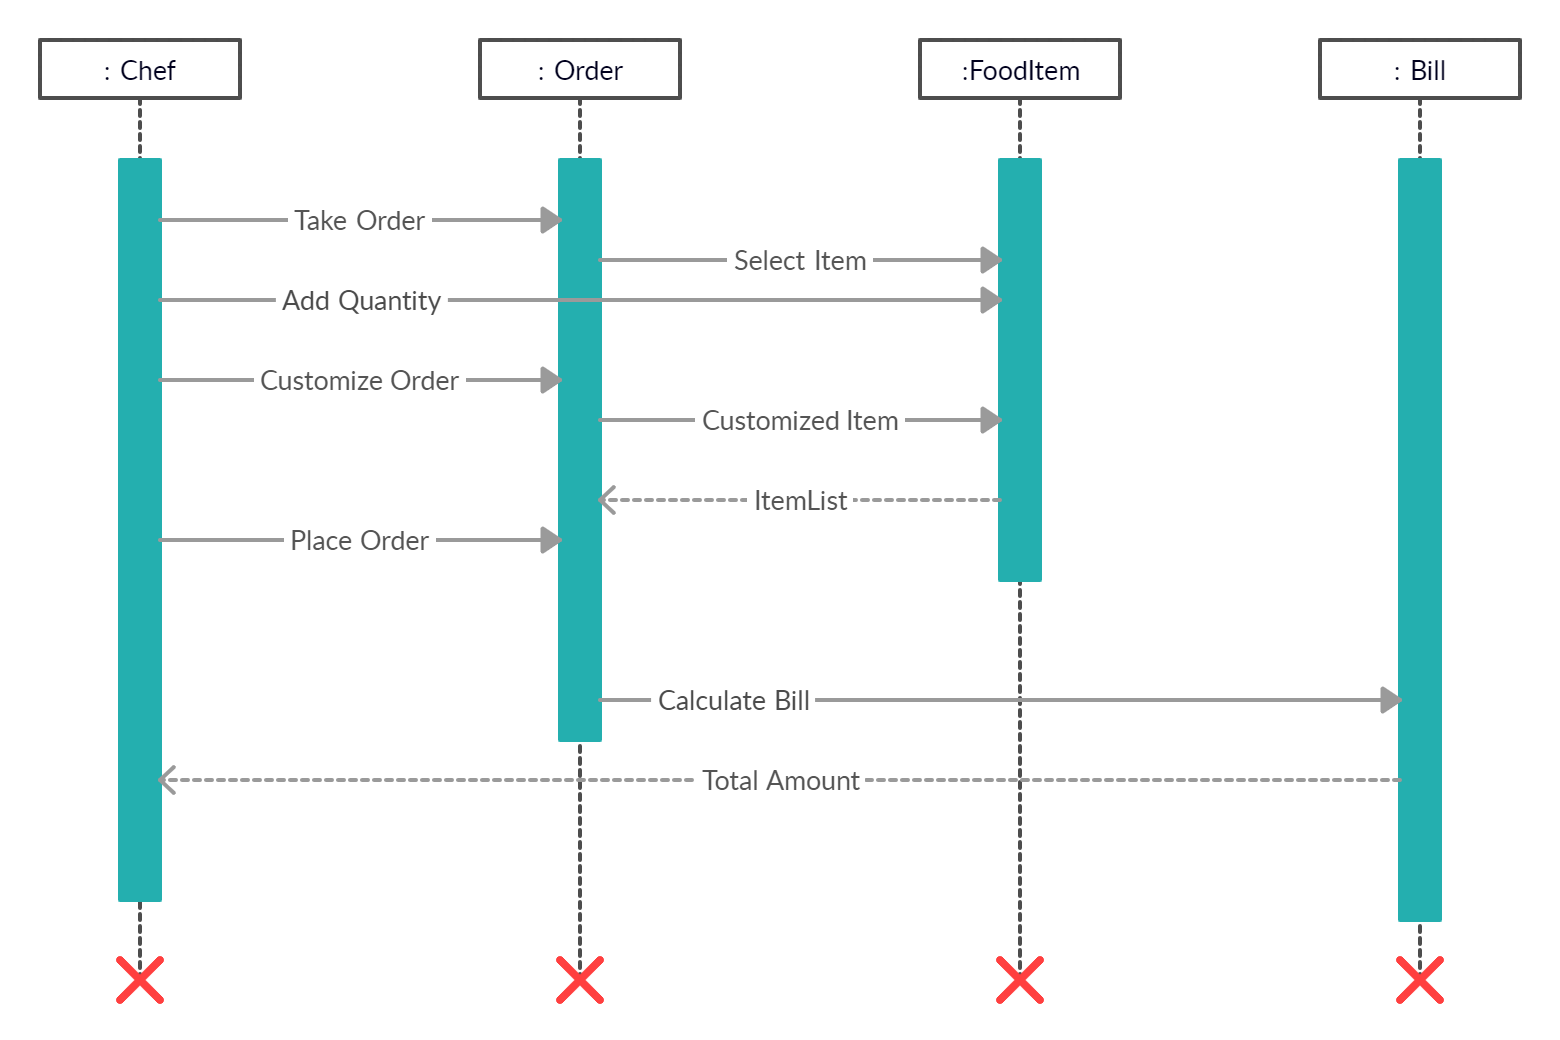 : Chef
: Order
:FoodItem
: Bill
Take Order
Select Item
Add Quantity
Customize Order
Customized Item
ItemList
Place Order
Calculate Bill
Total Amount